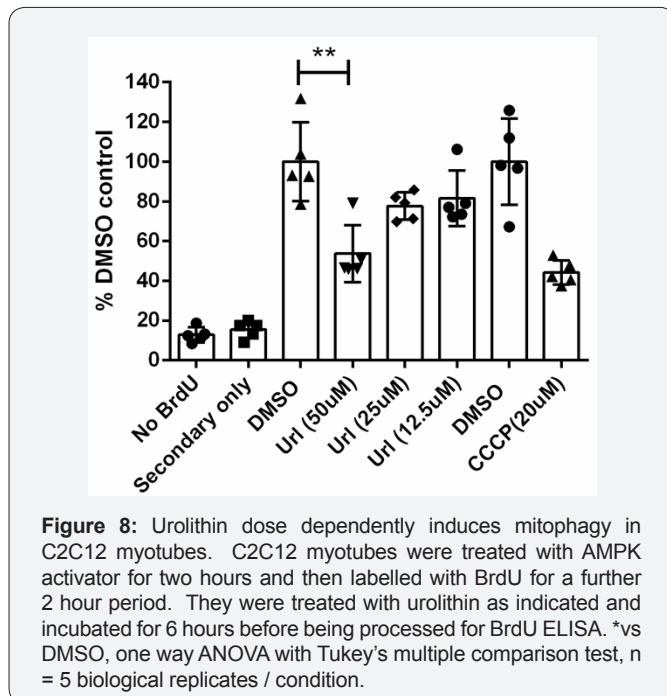 **
140
120
100
80
60
40
20
0
% DMSO control
No BrdU
Secondary only
DMSO
Url (50uM)
Url (25uM)
Url (12.5uM)
DMSO
CCCP(20uM)
Figure 8: Urolithin dose dependently induces mitophagy in
C2C12 myotubes. C2C12 myotubes were treated with AMPK
activator for two hours and then labelled with BrdU for a further
2 hour period. They were treated with urolithin as indicated and
incubated for 6 hours before being processed for BrdU ELISA. *vs
DMSO, one way ANOVA with Tukey's multiple comparison test, n
= 5 biological replicates / condition.